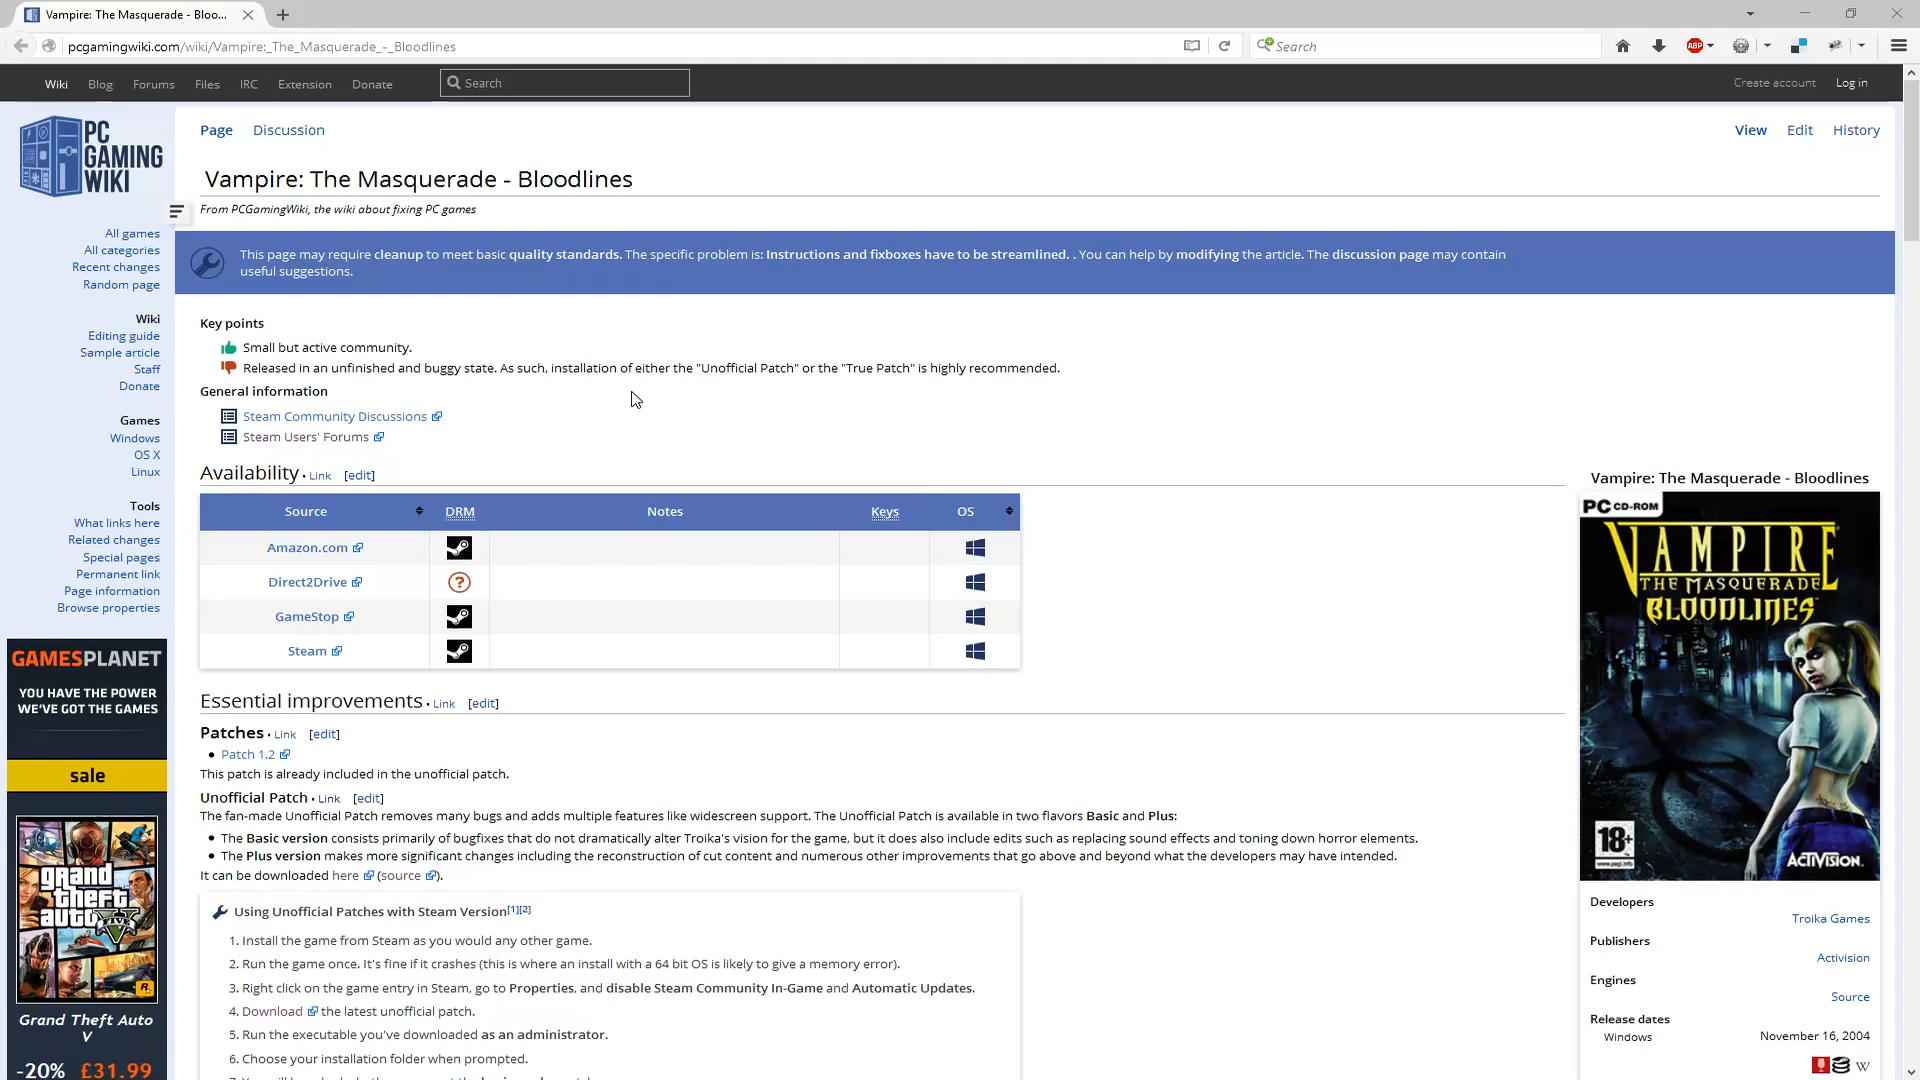 Vampire: The Masquerade - Bloo...
pcgamingwiki.com/wiki/Vampire:_The_Masquerade_-_Bloodlines
Search
ABP
Wiki
Blog
Forums
Files
IRC
Extension
Donate
Search
Create account
Log in
PC
GAMING
WIKI
Page
Discussion
View
Edit
History
Vampire: The Masquerade - Bloodlines
From PCGamingWiki, the wiki about fixing PC games
This page may require cleanup to meet basic quality standards. The specific problem is: Instructions and fixboxes have to be streamlined. . You can help by modifying the article. The discussion page may contain
useful suggestions.
All games
All categories
Recent changes
Random page
Wiki
Editing guide
Sample article
Staff
Donate
Games
Windows
OS X
Linux
Tools
What links here
Related changes
Special pages
Permanent link
Page information
Browse properties
GAMESPLANET
YOU HAVE THE POWER
WE'VE GOT THE GAMES
sale
grand
theft
auto
V
R
Grand Theft Auto
V
-20% £31.99
Key points
Small but active community.
Released in an unfinished and buggy state. As such, installation of either the "Unofficial Patch" or the "True Patch" is highly recommended.
General information
Steam Community Discussions
Steam Users' Forums
Availability • Link [edit]
Source DRM Notes Keys OS
Amazon.com
Direct2Drive ?
GameStop
Steam
Essential improvements • Link [edit]
Patches • Link [edit]
• Patch 1.2
This patch is already included in the unofficial patch.
Unofficial Patch • Link [edit]
The fan-made Unofficial Patch removes many bugs and adds multiple features like widescreen support. The Unofficial Patch is available in two flavors Basic and Plus:
• The Basic version consists primarily of bugfixes that do not dramatically alter Troika's vision for the game, but it does also include edits such as replacing sound effects and toning down horror elements.
• The Plus version makes more significant changes including the reconstruction of cut content and numerous other improvements that go above and beyond what the developers may have intended.
It can be downloaded here (source).
Using Unofficial Patches with Steam Version[1][2]
1. Install the game from Steam as you would any other game.
2. Run the game once. It's fine if it crashes (this is where an install with a 64 bit OS is likely to give a memory error).
3. Right click on the game entry in Steam, go to Properties, and disable Steam Community In-Game and Automatic Updates.
4. Download the latest unofficial patch.
5. Run the executable you've downloaded as an administrator.
6. Choose your installation folder when prompted.
Vampire: The Masquerade - Bloodlines
PC CD-ROM
VAMPIRE
THE MASQUERADE
BLOODLINES
18+
www.pegi.info
ACTIVISION.
Developers
Troika Games
Publishers
Activision
Engines
Source
Release dates
Windows November 16, 2004
W